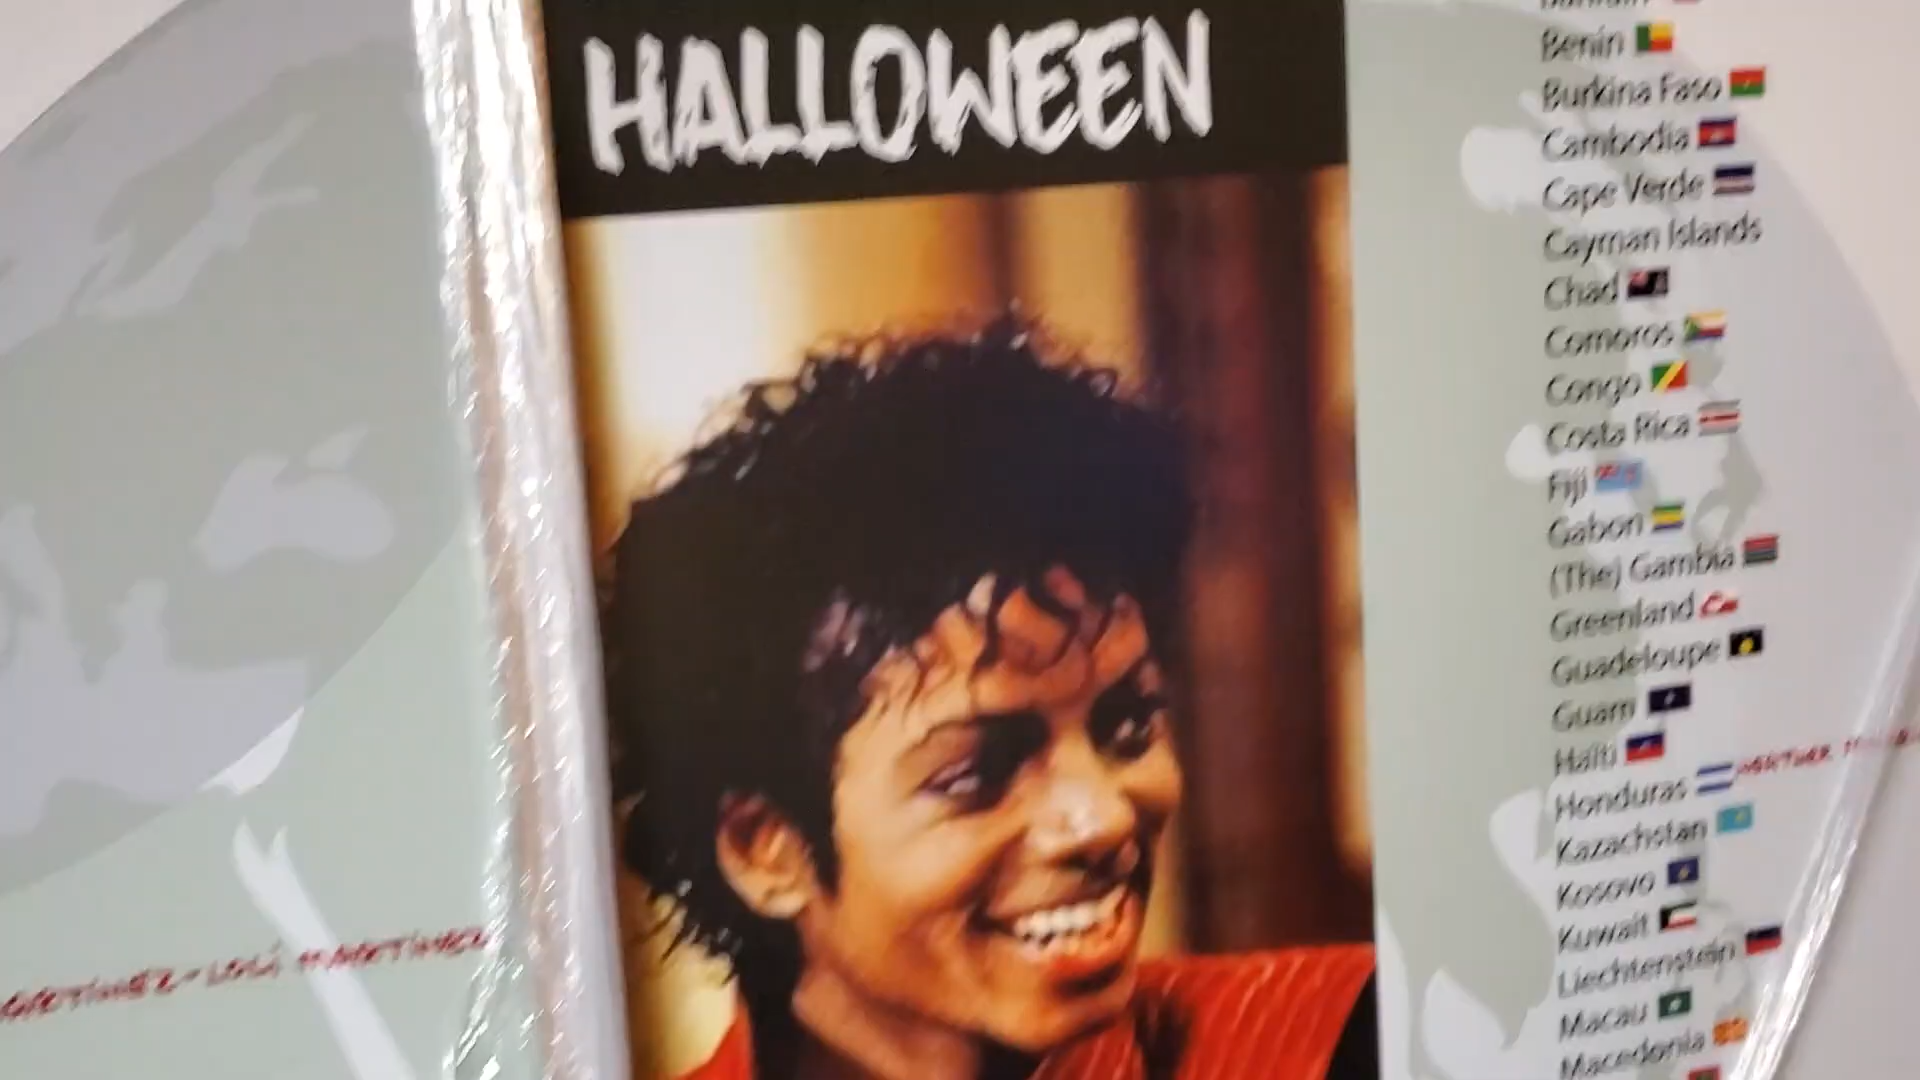 HALLOWEEN
Benin
Burkina Faso
Cambodia
Cape Verde
Cayman Islands
Chad
Comoros
Congo
Costa Rica
Fiji
Gabon
(The) Gambia
Greenland
Guadeloupe
Guam
Haïti
Honduras
Kazachstan
Kosovo
Kuwait
Liechtenstein
Macau
Macedonia